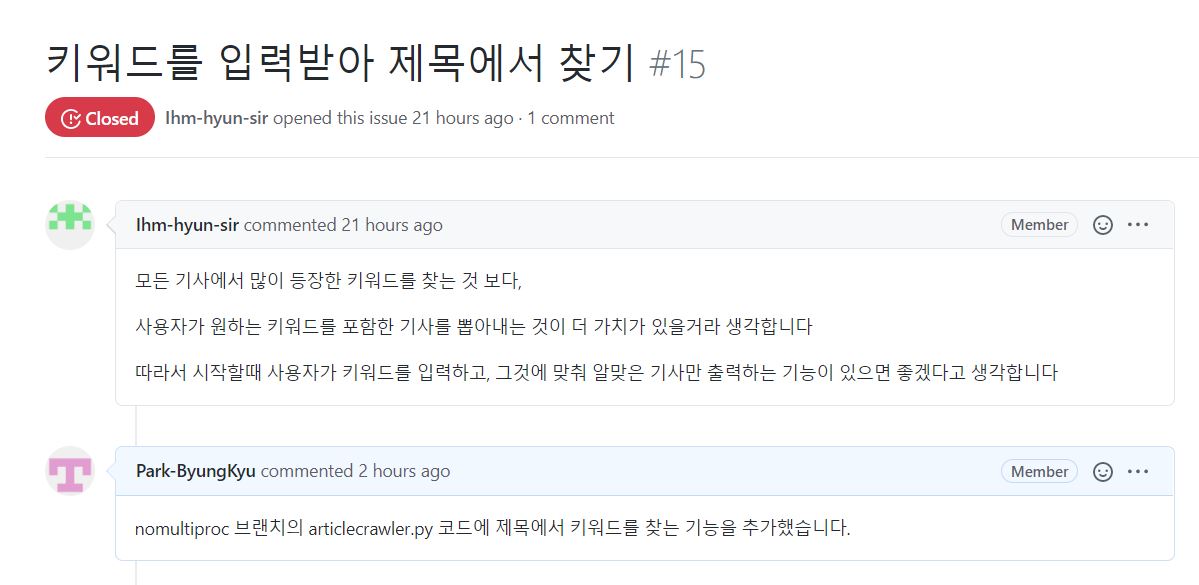 키워드를 입력받아 제목에서 찾기 #15
Closed Ihm-hyun-sir opened this issue 21 hours ago · 1 comment
Ihm-hyun-sir commented 21 hours ago Member
모든 기사에서 많이 등장한 키워드를 찾는 것 보다,
사용자가 원하는 키워드를 포함한 기사를 뽑아내는 것이 더 가치가 있을거라 생각합니다
따라서 시작할때 사용자가 키워드를 입력하고, 그것에 맞춰 알맞은 기사만 출력하는 기능이 있으면 좋겠다고 생각합니다
Park-ByungKyu commented 2 hours ago Member
nomultiproc 브랜치의 articlecrawler.py 코드에 제목에서 키워드를 찾는 기능을 추가했습니다.